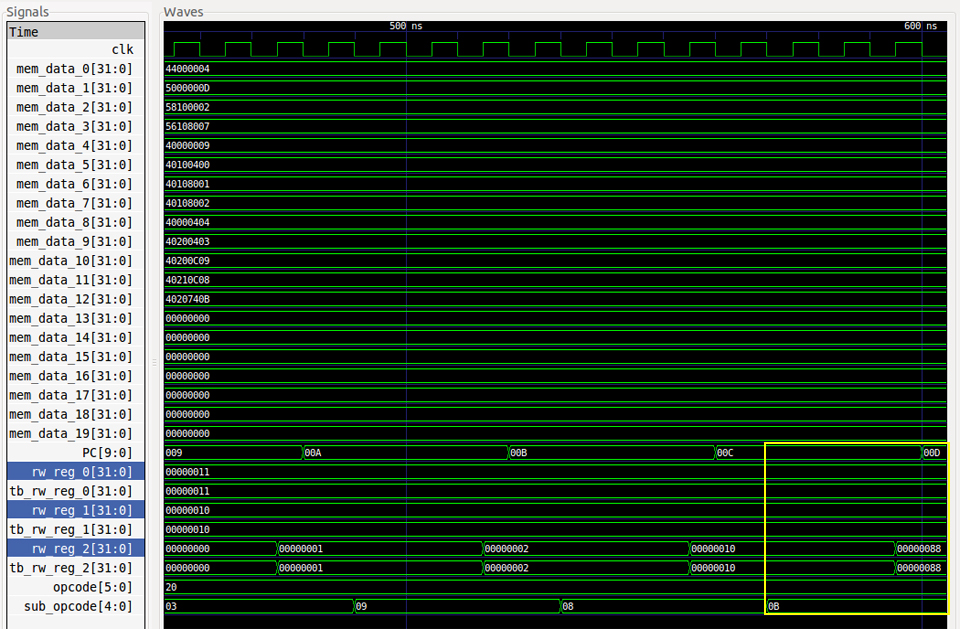 Signals Waves
Time 500 ns 600 ns
clk
mem_data_0[31:0] 44000004
mem_data_1[31:0] 5000000D
mem_data_2[31:0] 58100002
mem_data_3[31:0] 56108007
mem_data_4[31:0] 40000009
mem_data_5[31:0] 40100400
mem_data_6[31:0] 40108001
mem_data_7[31:0] 40108002
mem_data_8[31:0] 40000404
mem_data_9[31:0] 40200403
mem_data_10[31:0] 40200C09
mem_data_11[31:0] 40210C08
mem_data_12[31:0] 4020740B
mem_data_13[31:0] 00000000
mem_data_14[31:0] 00000000
mem_data_15[31:0] 00000000
mem_data_16[31:0] 00000000
mem_data_17[31:0] 00000000
mem_data_18[31:0] 00000000
mem_data_19[31:0] 00000000
PC[9:0] 009 00A 00B 00C 00D
rw_reg_0[31:0] 00000011
tb_rw_reg_0[31:0] 00000011
rw_reg_1[31:0] 00000010
tb_rw_reg_1[31:0] 00000010
rw_reg_2[31:0] 00000000 00000001 00000002 00000010 00000088
tb_rw_reg_2[31:0] 00000000 00000001 00000002 00000010 00000088
opcode[5:0] 20
sub_opcode[4:0] 03 09 08 0B